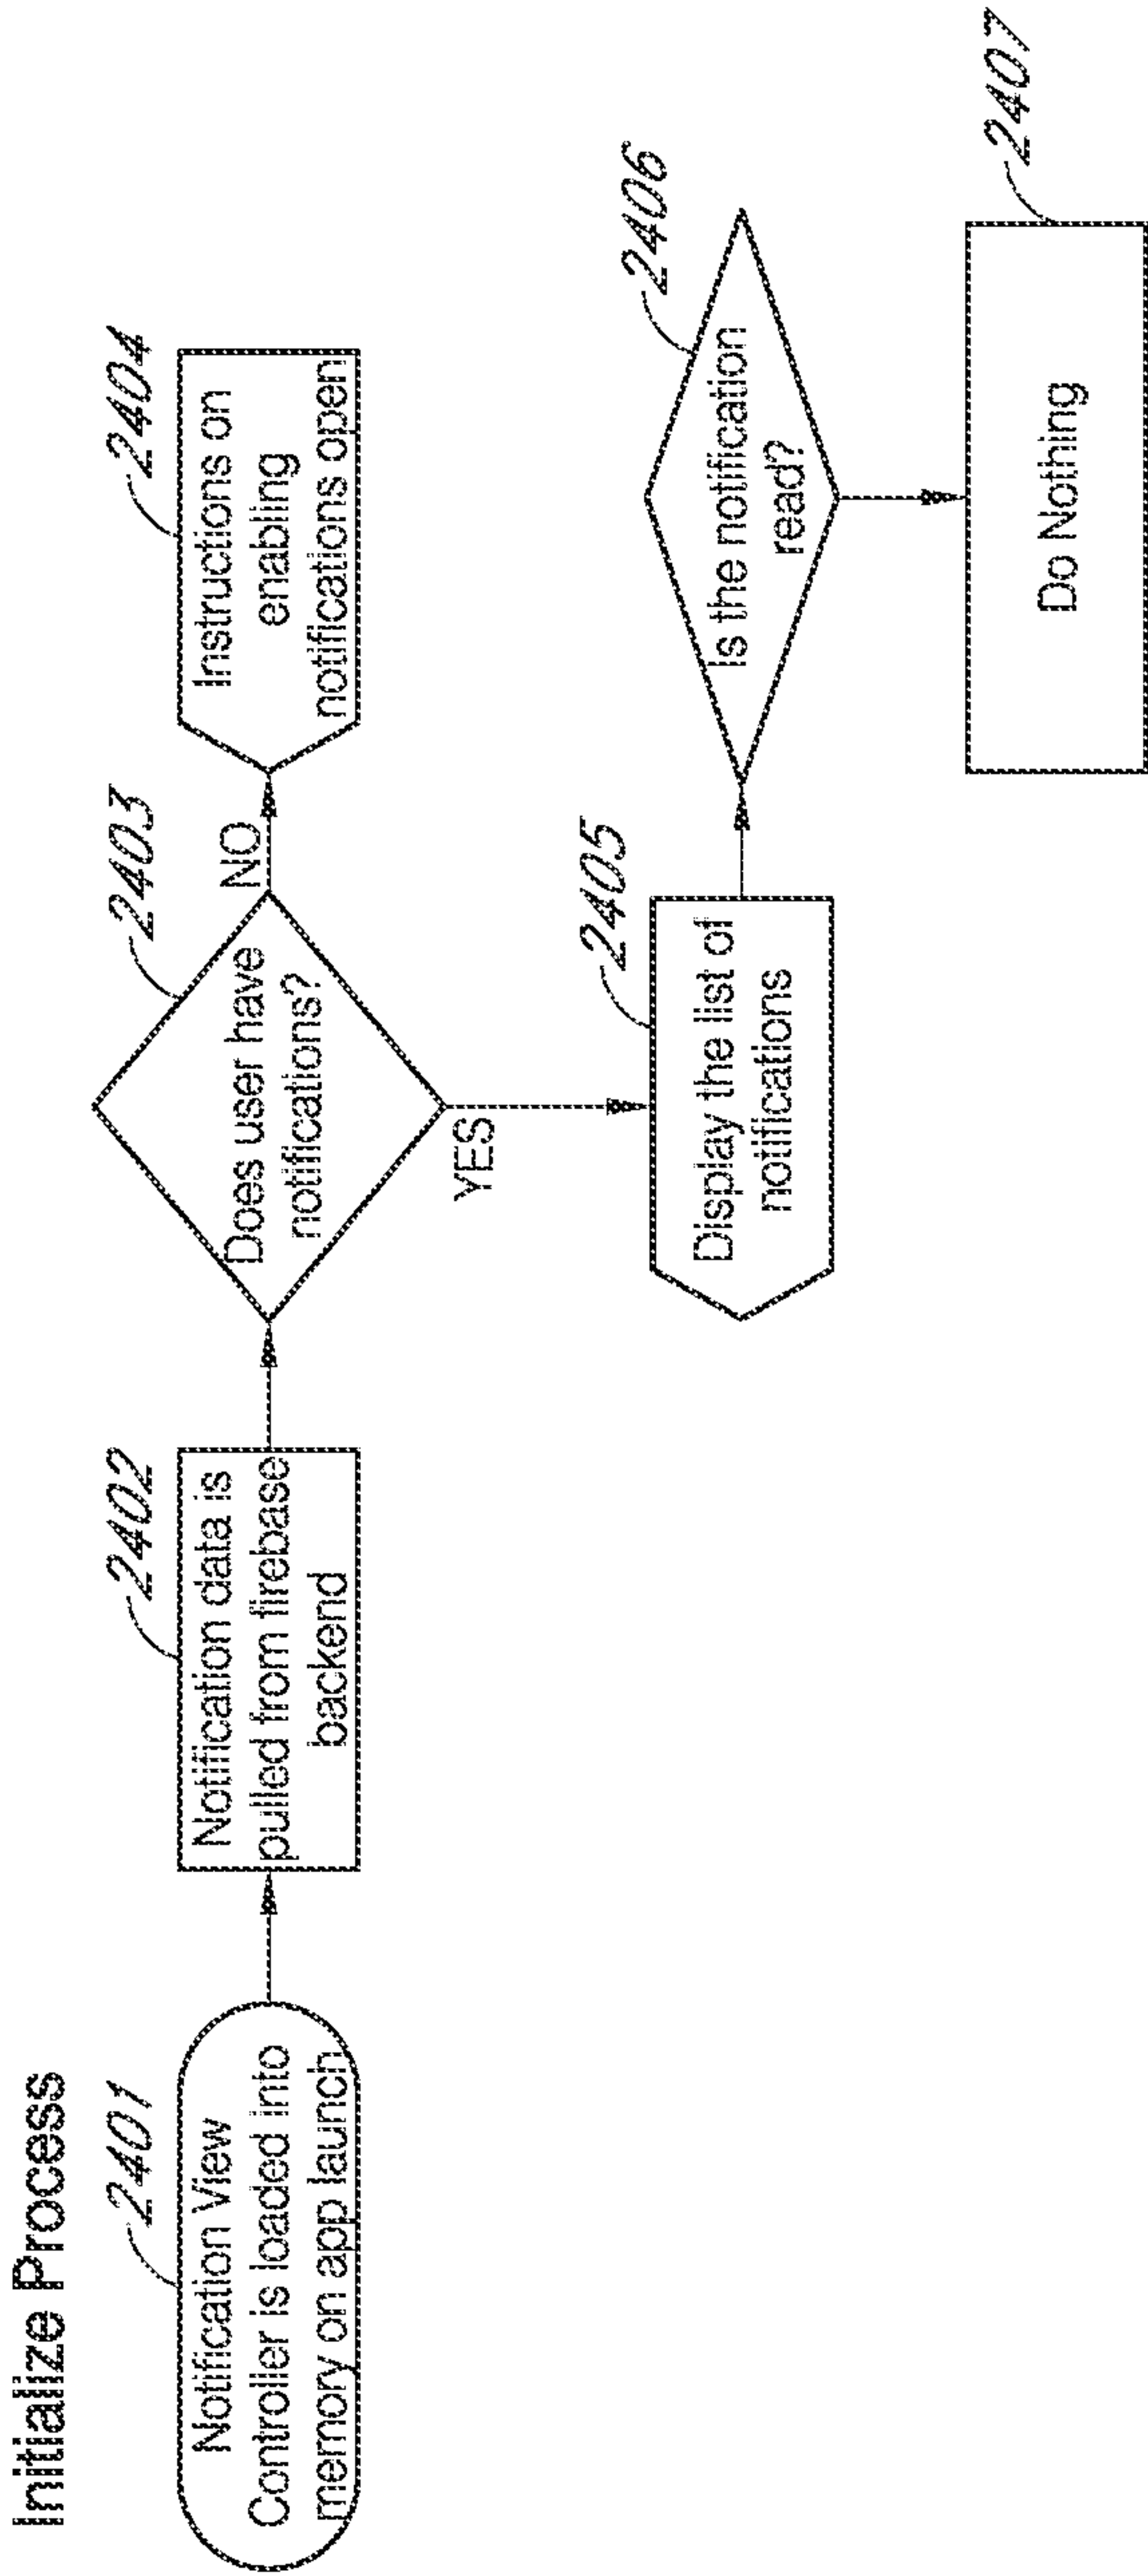 Initialize Process
2401
Notification View
Controller is loaded into
memory on app launch
2402
Notification data is
pulled from firebase
backend
2403
Does user have
notifications?
NO
2404
Instructions on
enabling
notifications open
YES
2405
Display the list of
notifications
2406
Is the notification
read?
2407
Do Nothing